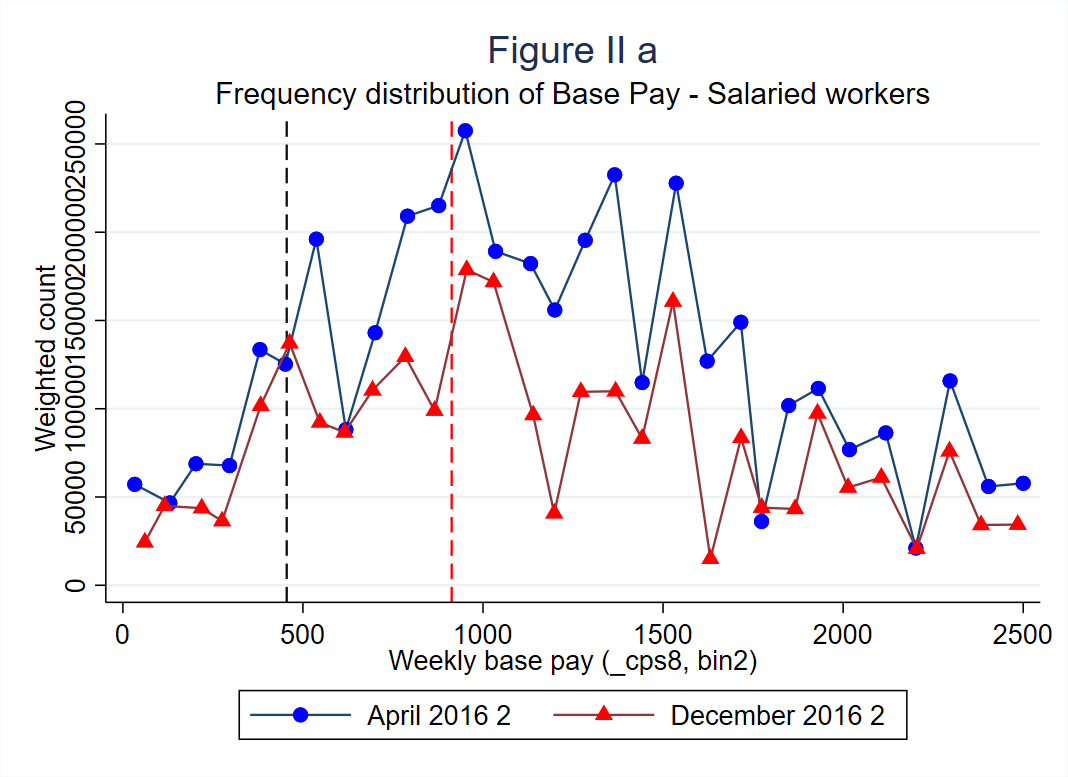 Figure II a
Frequency distribution of Base Pay - Salaried workers
Weighted count
250000
200000
150000
100000
50000
0
0 500 1000 1500 2000 2500
Weekly base pay (_cps8, bin2)
April 2016 2 December 2016 2